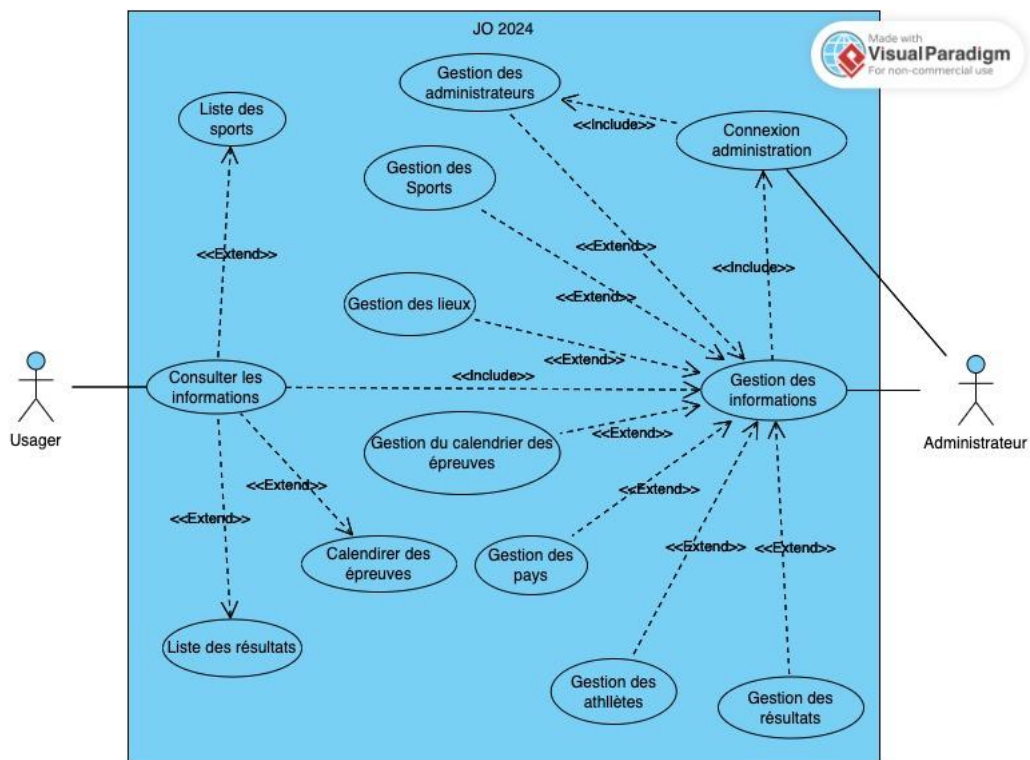 JO 2024
Made with
Visual Paradigm
For non-commercial use
Gestion des
administrateurs
Liste des
sports
<<Include>>
Connexion
administration
Gestion des
Sports
<<Extend>>
<<Extend>>
<<Include>>
<<Extend>>
Gestion des lieux
<<Extend>>
Consulter les
informations
<<Include>>
Gestion des
informations
Usager
Administrateur
Gestion du calendrier des
épreuves
<<Extend>>
<<Extend>>
<<Extend>>
<<Extend>>
Calendirer des
épreuves
Gestion des
pays
<<Extend>>
<<Extend>>
Liste des résultats
Gestion des
athllètes
Gestion des
résultats